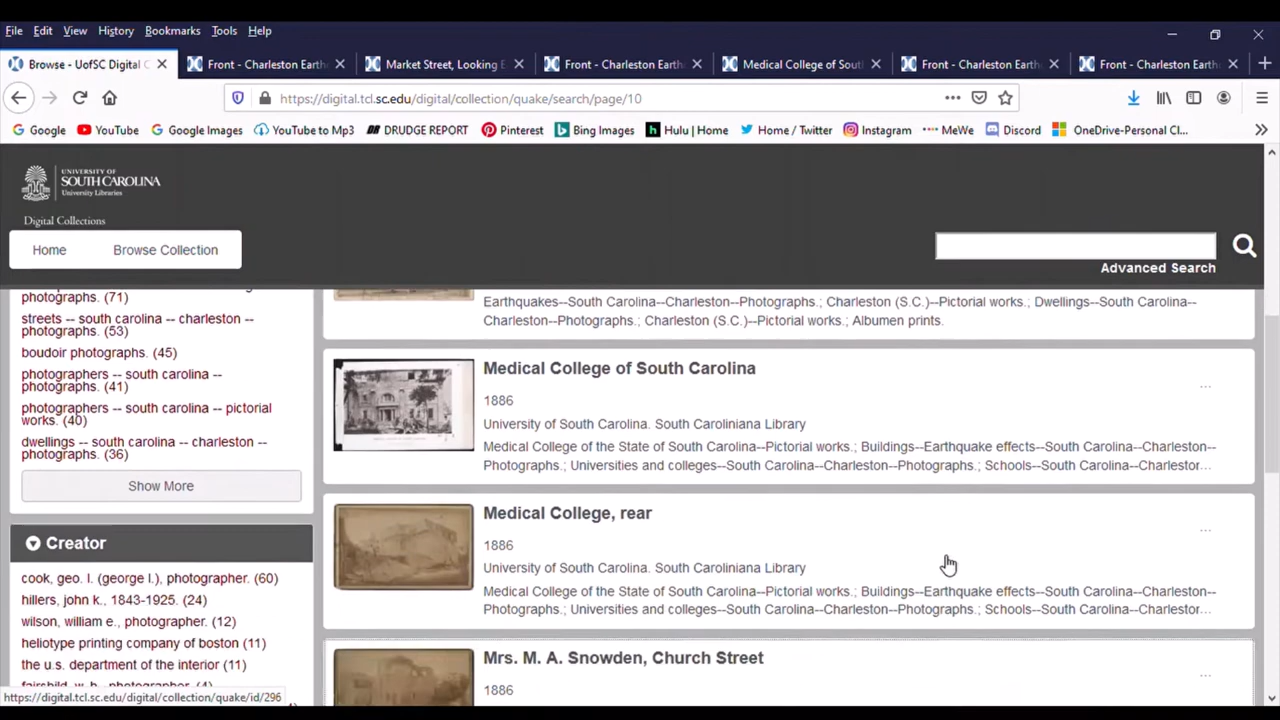 File Edit View History Bookmarks Tools Help
Browse - UofSC Digital C
Front - Charleston Earth
Market Street, Looking E
Front - Charleston Earth
Medical College of Sout
Front - Charleston Earth
Front - Charleston Earth
https://digital.tcl.sc.edu/digital/collection/quake/search/page/10
Google YouTube Google Images YouTube to Mp3 DRUDGE REPORT Pinterest Bing Images Hulu | Home Home / Twitter Instagram MeWe Discord OneDrive-Personal Cl...
UNIVERSITY OF
SOUTH CAROLINA
University Libraries
Digital Collections
Home Browse Collection
Advanced Search
photographs. (71)
streets -- south carolina -- charleston --
photographs. (53)
boudoir photographs. (45)
photographers -- south carolina --
photographs. (41)
photographers -- south carolina -- pictorial
works. (40)
dwellings -- south carolina -- charleston --
photographs. (36)
Show More
Creator
cook, geo. l. (george l.), photographer. (60)
hillers, john k., 1843-1925. (24)
wilson, william e., photographer. (12)
heliotype printing company of boston (11)
the u.s. department of the interior (11)
fairchild, w. h., photographer. (4)
https://digital.tcl.sc.edu/digital/collection/quake/id/296
Earthquakes--South Carolina--Charleston--Photographs.; Charleston (S.C.)--Pictorial works.; Dwellings--South Carolina--
Charleston--Photographs.; Charleston (S.C.)--Pictorial works.; Albumen prints.
Medical College of South Carolina
...
1886
University of South Carolina. South Caroliniana Library
Medical College of the State of South Carolina--Pictorial works.; Buildings--Earthquake effects--South Carolina--Charleston--
Photographs.; Universities and colleges--South Carolina--Charleston--Photographs.; Schools--South Carolina--Charlestor...
Medical College, rear
...
1886
University of South Carolina. South Caroliniana Library
Medical College of the State of South Carolina--Pictorial works.; Buildings--Earthquake effects--South Carolina--Charleston--
Photographs.; Universities and colleges--South Carolina--Charleston--Photographs.; Schools--South Carolina--Charlestor...
Mrs. M. A. Snowden, Church Street
...
1886